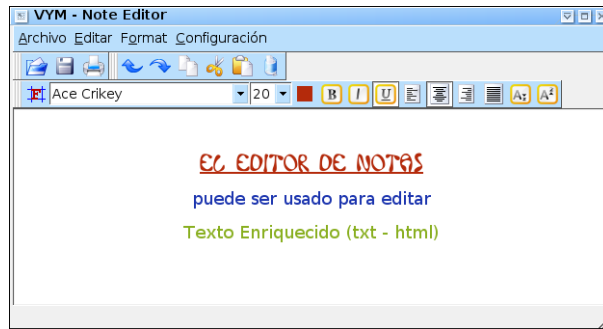 VYM - Note Editor
Archivo Editar Format Configuración
Ace Crikey 20 B I U A: A²
EL EDITOR DE NOTAS
puede ser usado para editar
Texto Enriquecido (txt - html)